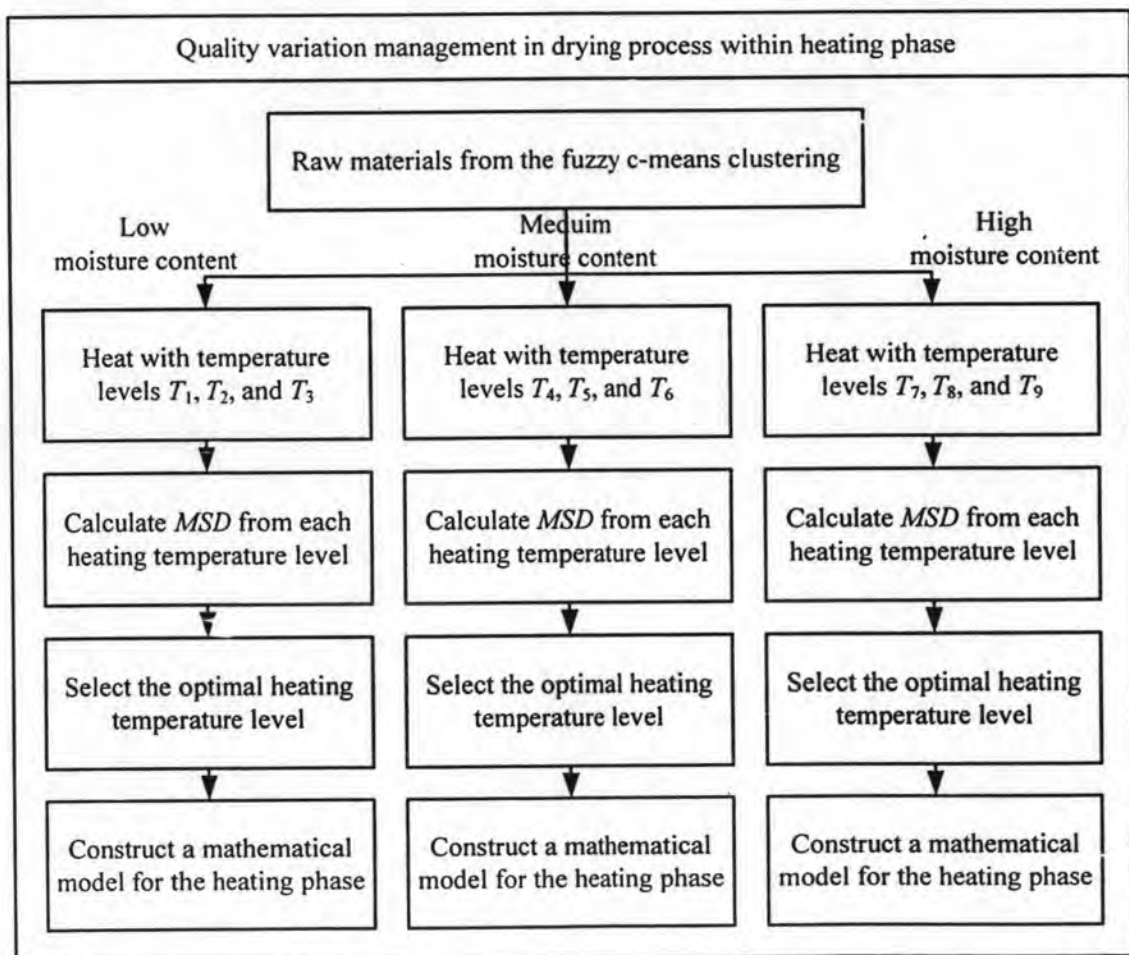 Quality variation management in drying process within heating phase
Raw materials from the fuzzy c-means clustering
Low
moisture content
Mequim
moisture content
High
moisture content
Heat with temperature
levels T₁, T₂, and T₃
Heat with temperature
levels T₄, T₅, and T₆
Heat with temperature
levels T₇, T₈, and T₉
Calculate MSD from each
heating temperature level
Calculate MSD from each
heating temperature level
Calculate MSD from each
heating temperature level
Select the optimal heating
temperature level
Select the optimal heating
temperature level
Select the optimal heating
temperature level
Construct a mathematical
model for the heating phase
Construct a mathematical
model for the heating phase
Construct a mathematical
model for the heating phase